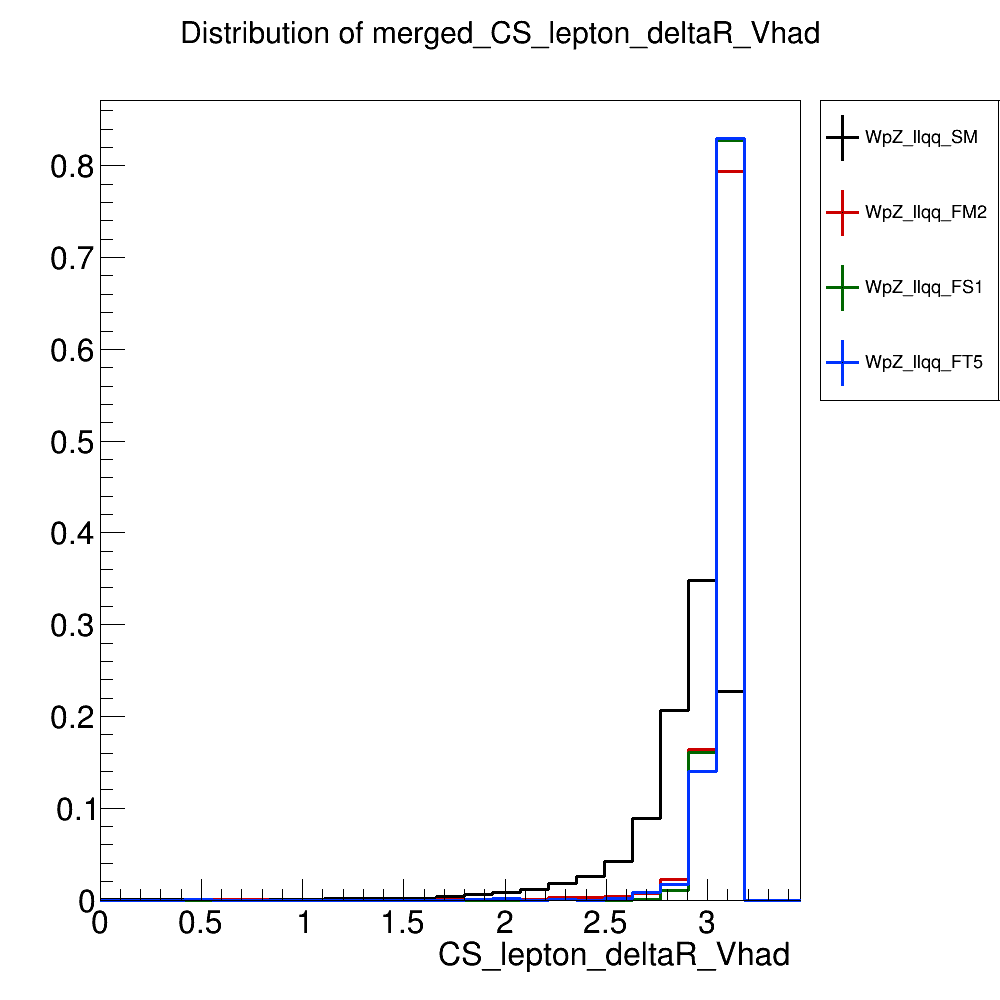 Distribution of merged_CS_lepton_deltaR_Vhad
WpZ_llqq_SM
WpZ_llqq_FM2
WpZ_llqq_FS1
WpZ_llqq_FT5
0.8
0.7
0.6
0.5
0.4
0.3
0.2
0.1
0
0 0.5 1 1.5 2 2.5 3
CS_lepton_deltaR_Vhad